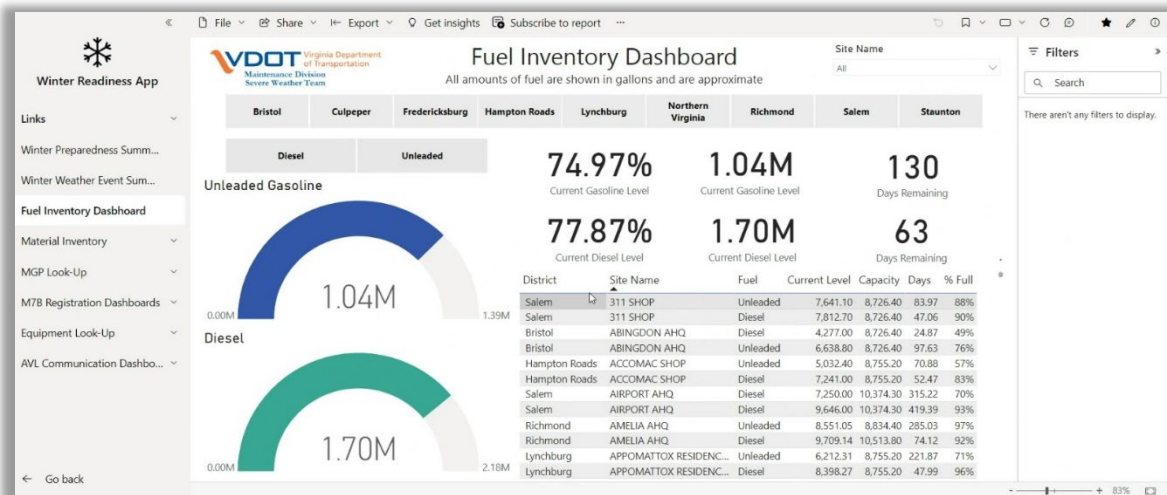 File Share Export Get insights Subscribe to report ...
Winter Readiness App
Links
Winter Preparedness Summ...
Winter Weather Event Sum...
Fuel Inventory Dasbhoard
Material Inventory
MGP Look-Up
M7B Registration Dashboards
Equipment Look-Up
AVL Communication Dashbo...
Go back
VDOT Virginia Department
of Transportation
Maintenance Division
Severe Weather Team
Fuel Inventory Dashboard
All amounts of fuel are shown in gallons and are approximate
Site Name
All
Bristol Culpeper Fredericksburg Hampton Roads Lynchburg Northern Virginia Richmond Salem Staunton
Diesel Unleaded
Unleaded Gasoline
1.04M
0.00M 1.39M
Diesel
1.70M
0.00M 2.18M
74.97% 1.04M 130
Current Gasoline Level Current Gasoline Level Days Remaining
77.87% 1.70M 63
Current Diesel Level Current Diesel Level Days Remaining
District Site Name Fuel Current Level Capacity Days % Full
Salem 311 SHOP Unleaded 7,641.10 8,726.40 83.97 88%
Salem 311 SHOP Diesel 7,812.70 8,726.40 47.06 90%
Bristol ABINGDON AHQ Diesel 4,277.00 8,726.40 24.87 49%
Bristol ABINGDON AHQ Unleaded 6,638.80 8,726.40 97.63 76%
Hampton Roads ACCOMAC SHOP Unleaded 5,032.40 8,755.20 70.88 57%
Hampton Roads ACCOMAC SHOP Diesel 7,241.00 8,755.20 52.47 83%
Salem AIRPORT AHQ Diesel 7,250.00 10,374.30 315.22 70%
Salem AIRPORT AHQ Diesel 9,646.00 10,374.30 419.39 93%
Richmond AMELIA AHQ Unleaded 8,551.05 8,834.40 285.03 97%
Richmond AMELIA AHQ Diesel 9,709.14 10,513.80 74.12 92%
Lynchburg APPOMATTOX RESIDENC... Unleaded 6,212.31 8,755.20 221.87 71%
Lynchburg APPOMATTOX RESIDENC... Diesel 8,398.27 8,755.20 47.99 96%
Filters
Search
There aren't any filters to display.
- + 83%